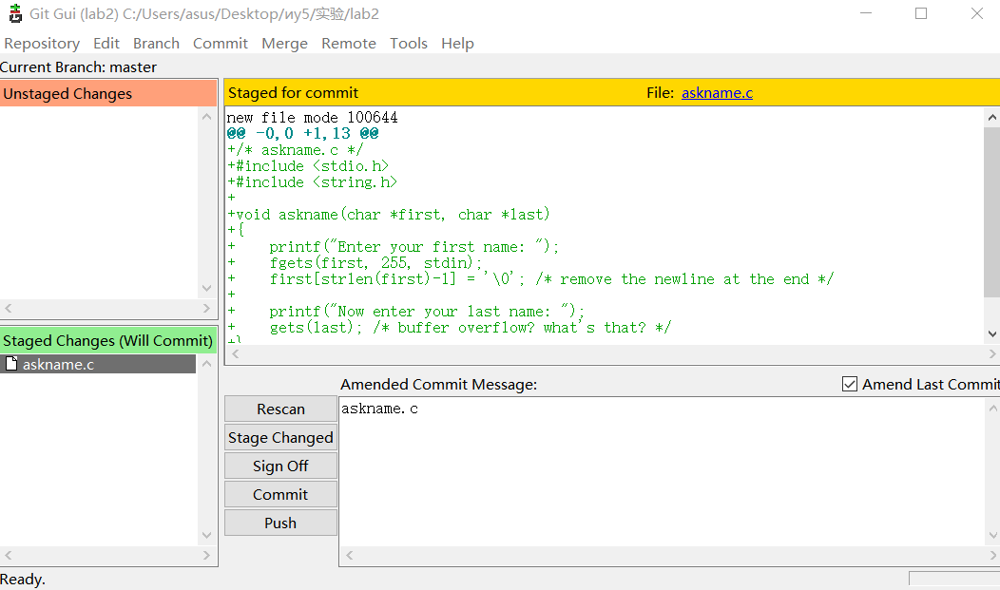 Git Gui (lab2) C:/Users/asus/Desktop/иу5/实验/lab2
Repository Edit Branch Commit Merge Remote Tools Help
Current Branch: master
Unstaged Changes
Staged for commit File: askname.c
new file mode 100644
@@ -0,0 +1,13 @@
+/* askname.c */
+#include <stdio.h>
+#include <string.h>
+
+void askname(char *first, char *last)
+{
+    printf("Enter your first name: ");
+    fgets(first, 255, stdin);
+    first[strlen(first)-1] = '\0'; /* remove the newline at the end */
+
+    printf("Now enter your last name: ");
+    gets(last); /* buffer overflow? what's that? */
+}
Staged Changes (Will Commit)
askname.c
Amended Commit Message: Amend Last Commit
askname.c
Rescan
Stage Changed
Sign Off
Commit
Push
Ready.